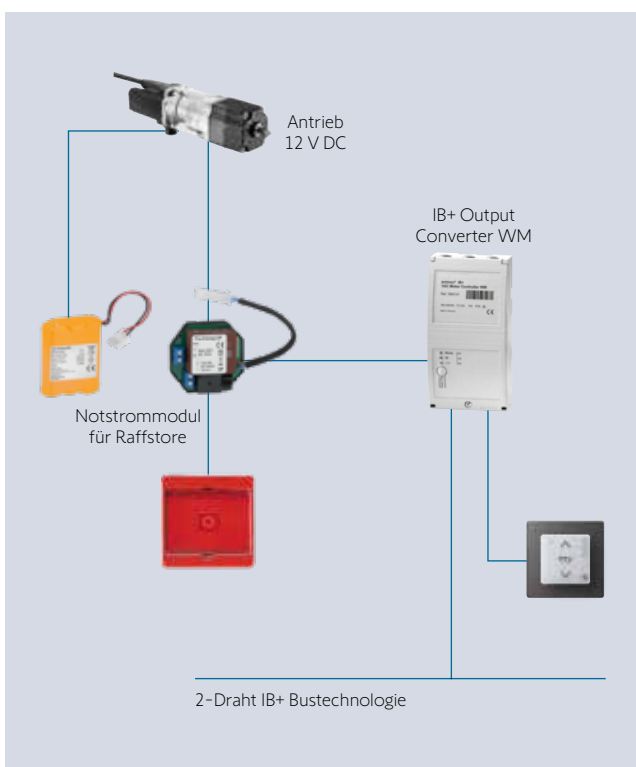 Antrieb
12 V DC
IB+ Output
Converter WM
Notstrommodul
für Raffstore
2-Draht IB+ Bustechnologie